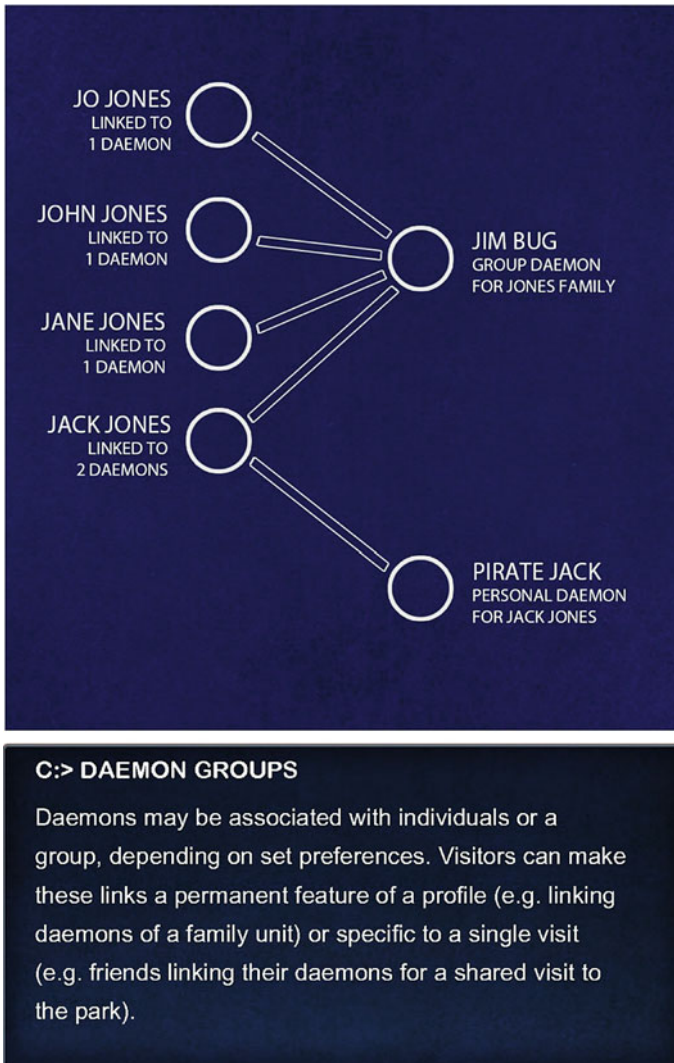 JO JONES
LINKED TO
1 DAEMON
JOHN JONES
LINKED TO
1 DAEMON
JANE JONES
LINKED TO
1 DAEMON
JACK JONES
LINKED TO
2 DAEMONS
JIM BUG
GROUP DAEMON
FOR JONES FAMILY
PIRATE JACK
PERSONAL DAEMON
FOR JACK JONES
C:> DAEMON GROUPS
Daemons may be associated with individuals or a
group, depending on set preferences. Visitors can make
these links a permanent feature of a profile (e.g. linking
daemons of a family unit) or specific to a single visit
(e.g. friends linking their daemons for a shared visit to
the park).